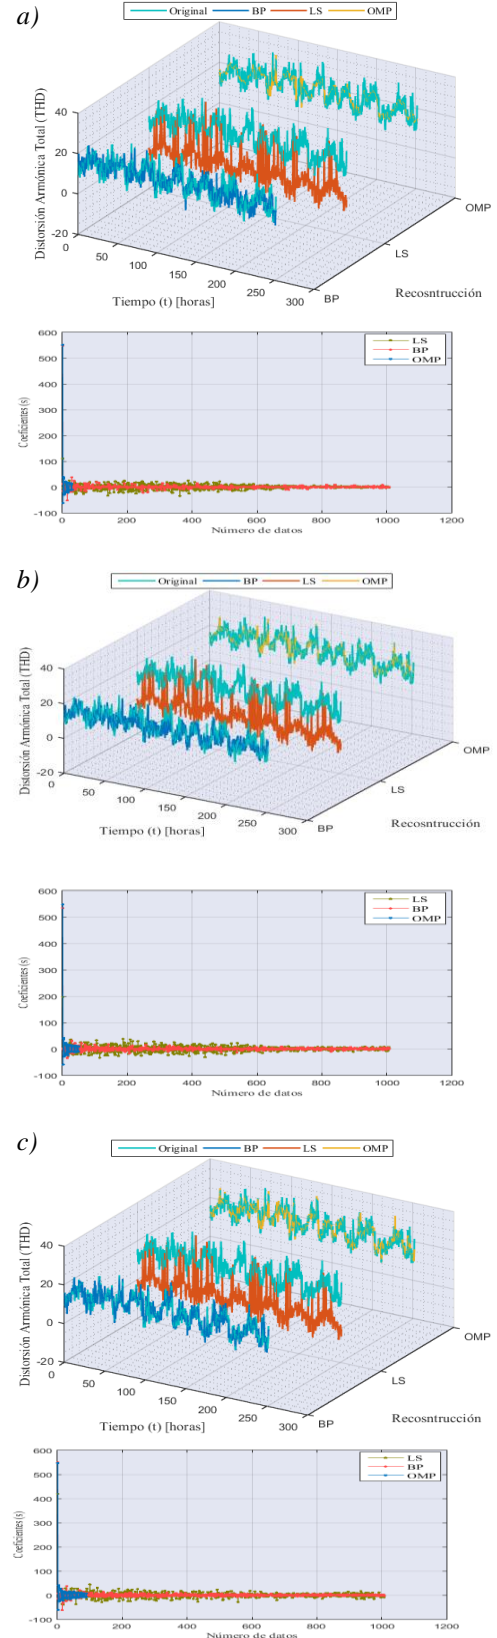 a)
Original BP LS OMP
Distorsión Armónica Total (THD)
40
20
0
-20
0
50
100
150
200
250
300
Tiempo (t) [horas]
BP
LS
OMP
Recosntrucción
600
500
400
300
200
100
0
-100
Coeficientes (s)
LS
BP
OMP
0 200 400 600 800 1000 1200
Número de datos
b)
Original BP LS OMP
Distorsión Armónica Total (THD)
40
20
0
-20
0
50
100
150
200
250
300
Tiempo (t) [horas]
BP
LS
OMP
Recosntrucción
600
500
400
300
200
100
0
-100
Coeficientes (s)
LS
BP
OMP
0 200 400 600 800 1000 1200
Número de datos
c)
Original BP LS OMP
Distorsión Armónica Total (THD)
40
20
0
-20
0
50
100
150
200
250
300
Tiempo (t) [horas]
BP
LS
OMP
Recosntrucción
600
500
400
300
200
100
0
-100
Coeficientes (s)
LS
BP
OMP
0 200 400 600 800 1000 1200
Número de datos